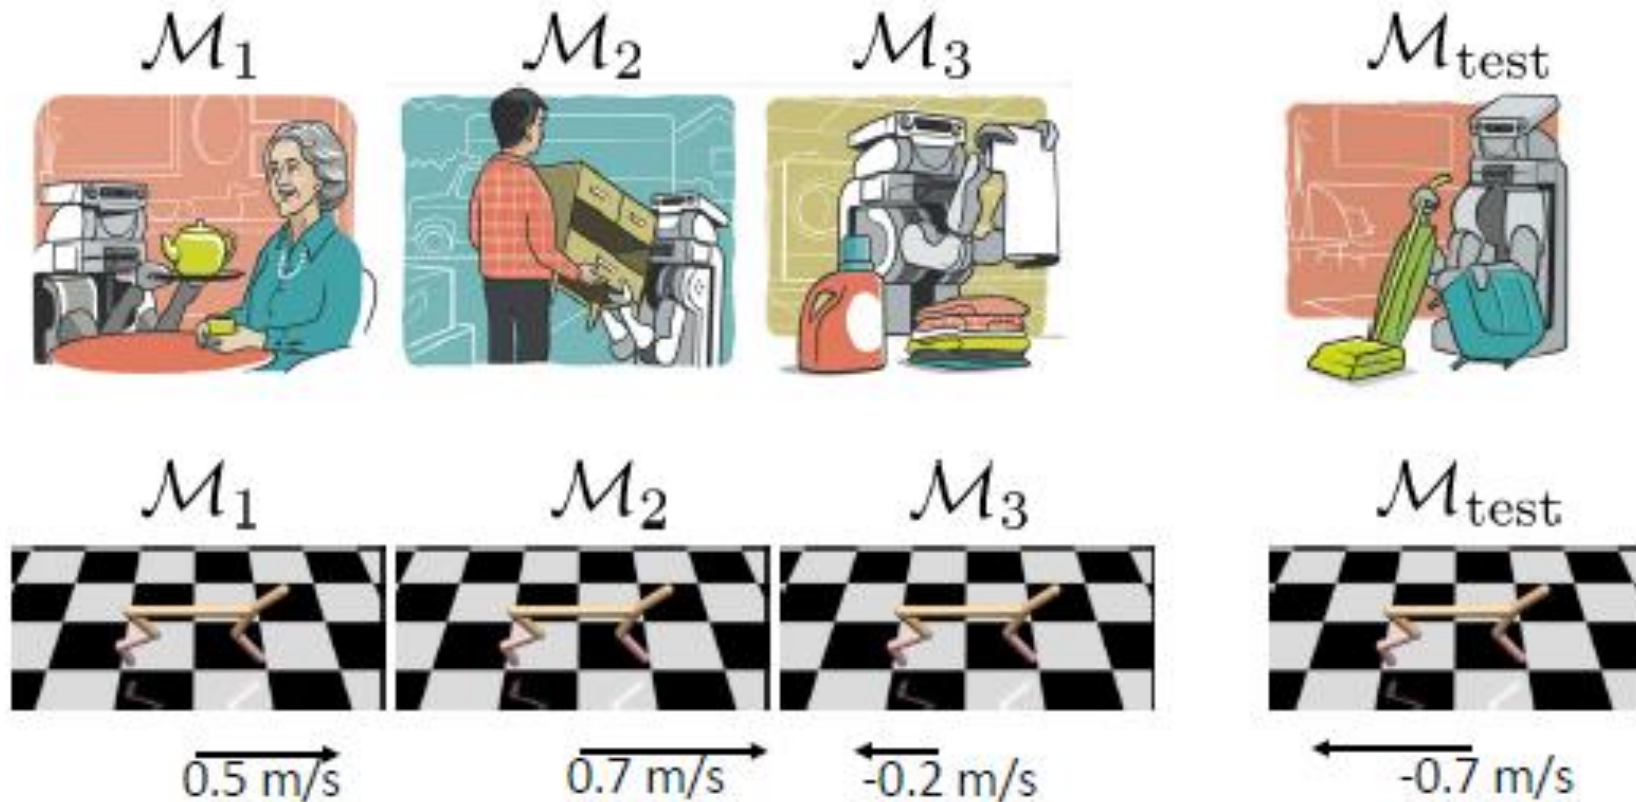 ℳ₁ ℳ₂ ℳ₃ ℳtest
ℳ₁ ℳ₂ ℳ₃ ℳtest
0.5 m/s 0.7 m/s -0.2 m/s -0.7 m/s